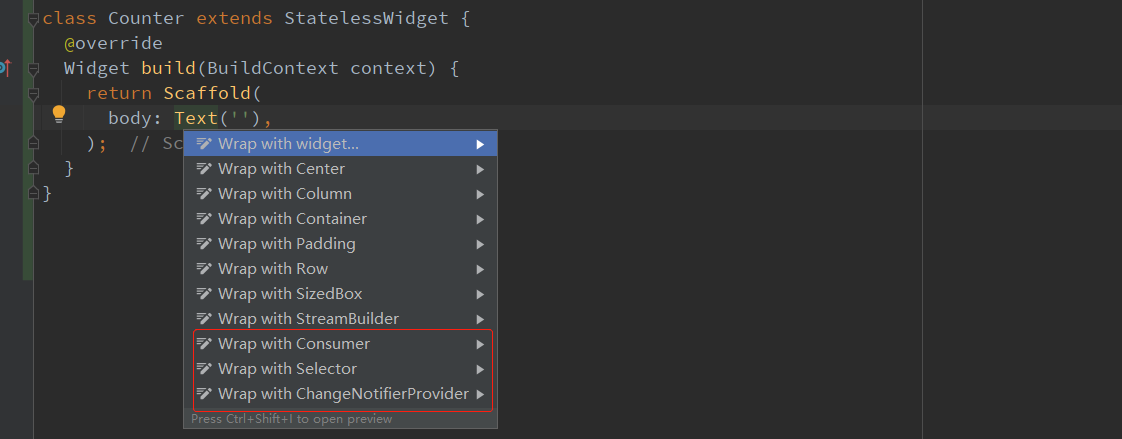 class Counter extends StatelessWidget {
@override
Widget build(BuildContext context) {
return Scaffold(
body: Text(''),
); // Sc
}
}
Wrap with widget...
Wrap with Center
Wrap with Column
Wrap with Container
Wrap with Padding
Wrap with Row
Wrap with SizedBox
Wrap with StreamBuilder
Wrap with Consumer
Wrap with Selector
Wrap with ChangeNotifierProvider
Press Ctrl+Shift+I to open preview